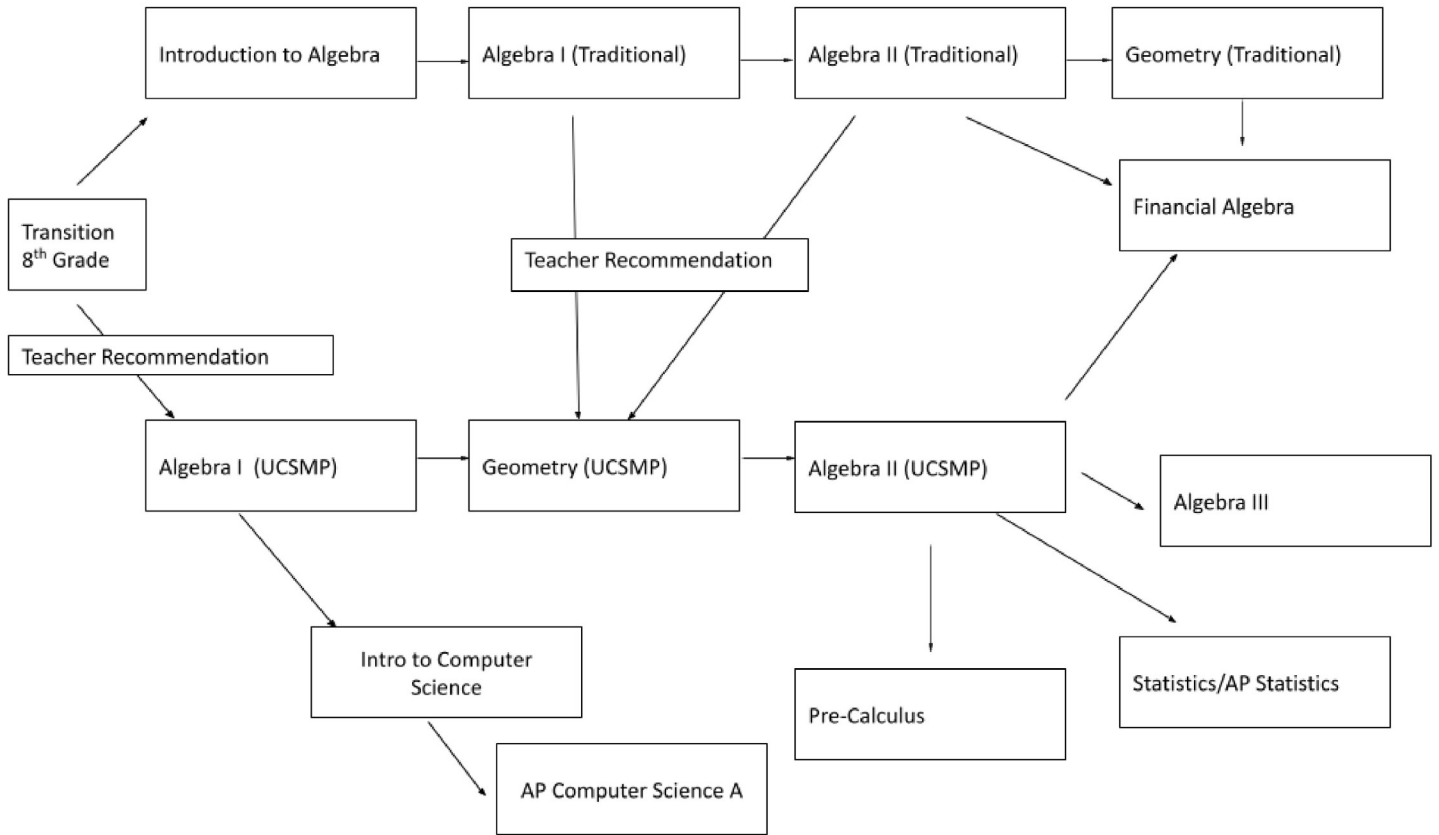 Introduction to Algebra
Algebra I (Traditional)
Algebra II (Traditional)
Geometry (Traditional)
Transition
8th Grade
Financial Algebra
Teacher Recommendation
Teacher Recommendation
Algebra I  (UCSMP)
Geometry (UCSMP)
Algebra II (UCSMP)
Algebra III
Intro to Computer
Science
Statistics/AP Statistics
Pre-Calculus
AP Computer Science A